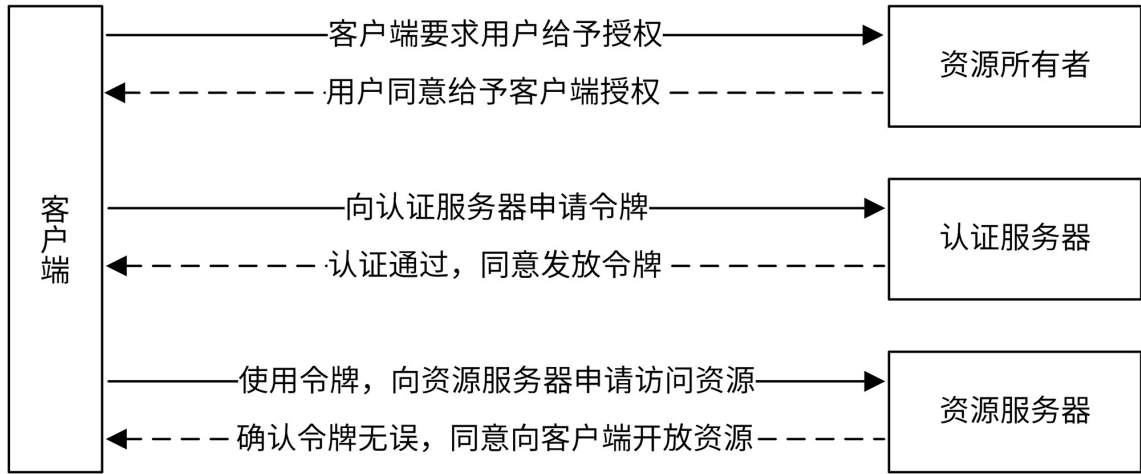 客户端要求用户给予授权
资源所有者
用户同意给予客户端授权
客户端
向认证服务器申请令牌
认证服务器
认证通过，同意发放令牌
使用令牌，向资源服务器申请访问资源
资源服务器
确认令牌无误，同意向客户端开放资源